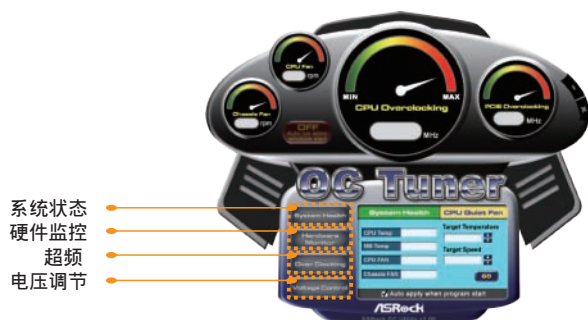 CPU Fan
rpm
Chassis Fan
rpm
MIN
MAX
CPU Overclocking
MHz
PCIE Overclocking
MHz
OFF
OC Tuner
系统状态
硬件监控
超频
电压调节
System Health
Hardware
Monitor
Over Clocking
Voltage Control
System Health
CPU Quiet Fan
CPU Temp
MB Temp
CPU FAN
Chassis FAN
Target Temperature
Target Speed
GO
Auto apply when program start
ASRock